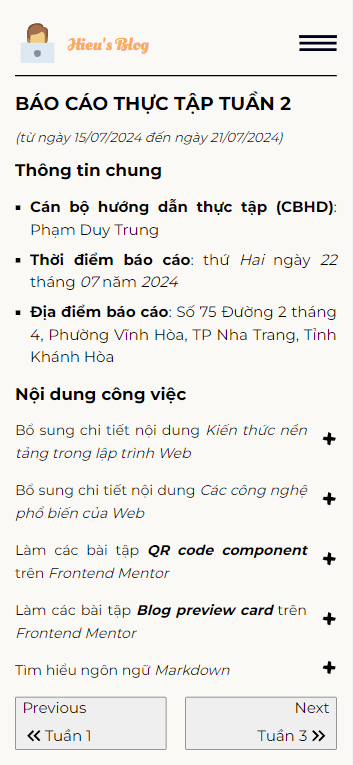 Hieu's Blog
BÁO CÁO THỰC TẬP TUẦN 2
(từ ngày 15/07/2024 đến ngày 21/07/2024)
Thông tin chung
Cán bộ hướng dẫn thực tập (CBHD):
Phạm Duy Trung
Thời điểm báo cáo: thứ Hai ngày 22
tháng 07 năm 2024
Địa điểm báo cáo: Số 75 Đường 2 tháng
4, Phường Vĩnh Hòa, TP Nha Trang, Tỉnh
Khánh Hòa
Nội dung công việc
Bổ sung chi tiết nội dung Kiến thức nền
tảng trong lập trình Web
Bổ sung chi tiết nội dung Các công nghệ
phổ biến của Web
Làm các bài tập QR code component
trên Frontend Mentor
Làm các bài tập Blog preview card trên
Frontend Mentor
Tìm hiểu ngôn ngữ Markdown
Previous
Tuần 1
Next
Tuần 3